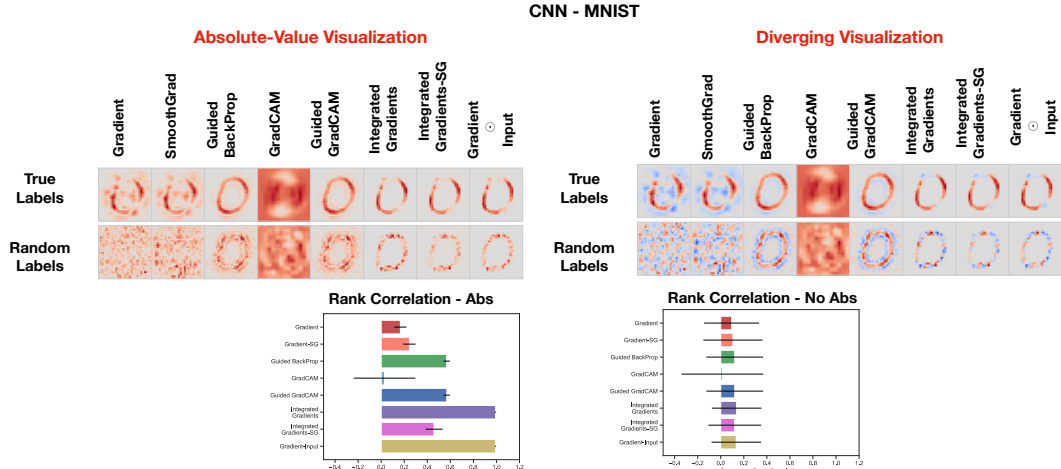 CNN - MNIST
Absolute-Value Visualization
Gradient
SmoothGrad
Guided
BackProp
GradCAM
Guided
GradCAM
Integrated
Gradients
Integrated
Gradients-SG
Gradient
⊙
Input
True
Labels
Random
Labels
Diverging Visualization
Gradient
SmoothGrad
Guided
BackProp
GradCAM
Guided
GradCAM
Integrated
Gradients
Integrated
Gradients-SG
Gradient
⊙
Input
True
Labels
Random
Labels
Rank Correlation - Abs
Gradient
Gradient-SG
Guided BackProp
GradCAM
Guided GradCAM
Integrated
Gradients
Integrated
Gradients-SG
Gradient-Input
−0.4 −0.2 0.0 0.2 0.4 0.6 0.8 1.0 1.2
Rank Correlation - No Abs
Gradient
Gradient-SG
Guided BackProp
GradCAM
Guided GradCAM
Integrated
Gradients
Integrated
Gradients-SG
Gradient-Input
−0.4 −0.2 0.0 0.2 0.4 0.6 0.8 1.0 1.2